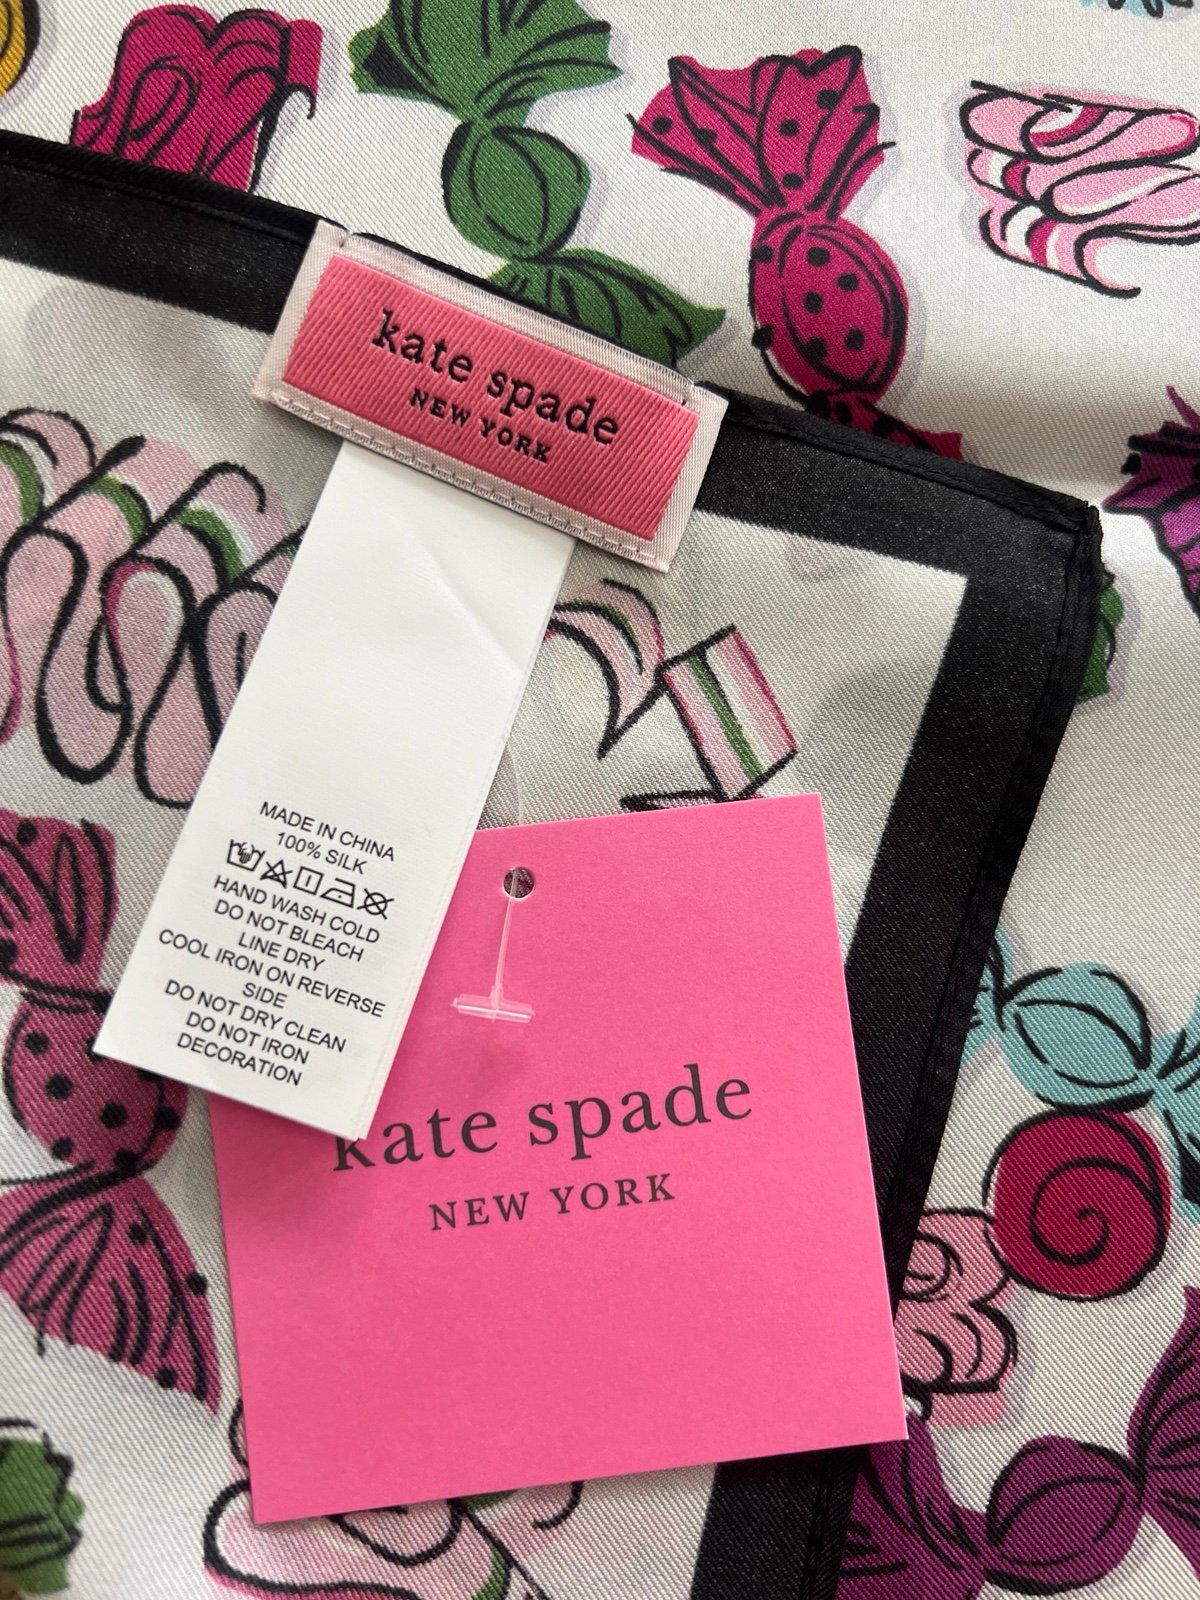 kate spade
NEW YORK
MADE IN CHINA
100% SILK
HAND WASH COLD
DO NOT BLEACH
LINE DRY
COOL IRON ON REVERSE
SIDE
DO NOT DRY CLEAN
DO NOT IRON
DECORATION
kate spade
NEW YORK